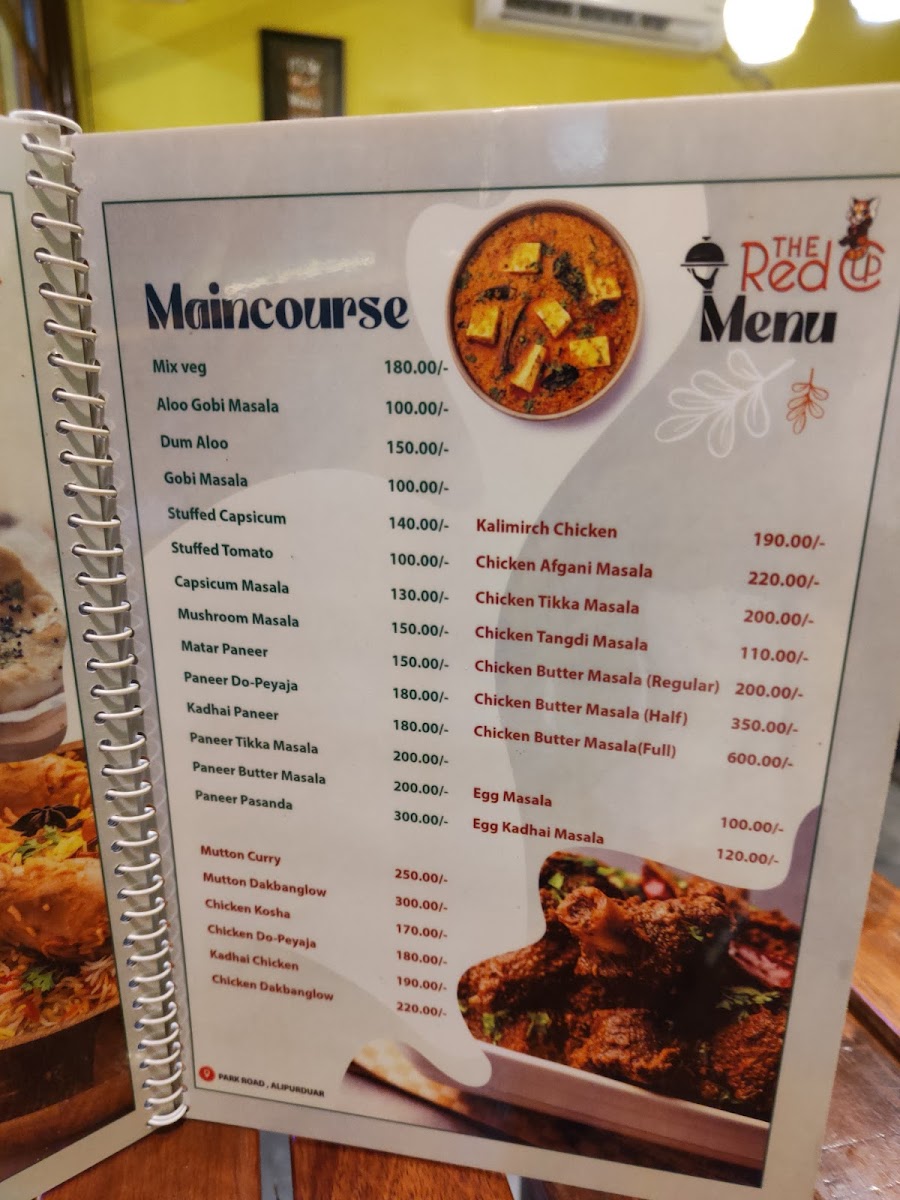 THE
Red CUP
Menu
Maincourse
Mix veg 180.00/-
Aloo Gobi Masala 100.00/-
Dum Aloo 150.00/-
Gobi Masala 100.00/-
Stuffed Capsicum 140.00/-
Stuffed Tomato 100.00/-
Capsicum Masala 130.00/-
Mushroom Masala 150.00/-
Matar Paneer 150.00/-
Paneer Do-Peyaja 180.00/-
Kadhai Paneer 180.00/-
Paneer Tikka Masala 200.00/-
Paneer Butter Masala 200.00/-
Paneer Pasanda 300.00/-
Mutton Curry 250.00/-
Mutton Dakbanglow 300.00/-
Chicken Kosha 170.00/-
Chicken Do-Peyaja 180.00/-
Kadhai Chicken 190.00/-
Chicken Dakbanglow 220.00/-
Kalimirch Chicken 190.00/-
Chicken Afgani Masala 220.00/-
Chicken Tikka Masala 200.00/-
Chicken Tangdi Masala 110.00/-
Chicken Butter Masala (Regular) 200.00/-
Chicken Butter Masala (Half) 350.00/-
Chicken Butter Masala(Full) 600.00/-
Egg Masala 100.00/-
Egg Kadhai Masala 120.00/-
PARK ROAD , ALIPURDUAR